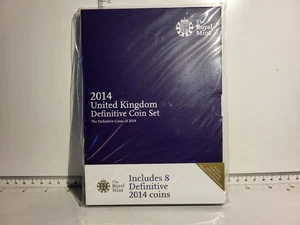 The
Royal
Mint
2014
United Kingdom
Definitive Coin Set
The Definitive Coins of 2014
The
Royal
Mint
Includes 8
Definitive
2014 coins